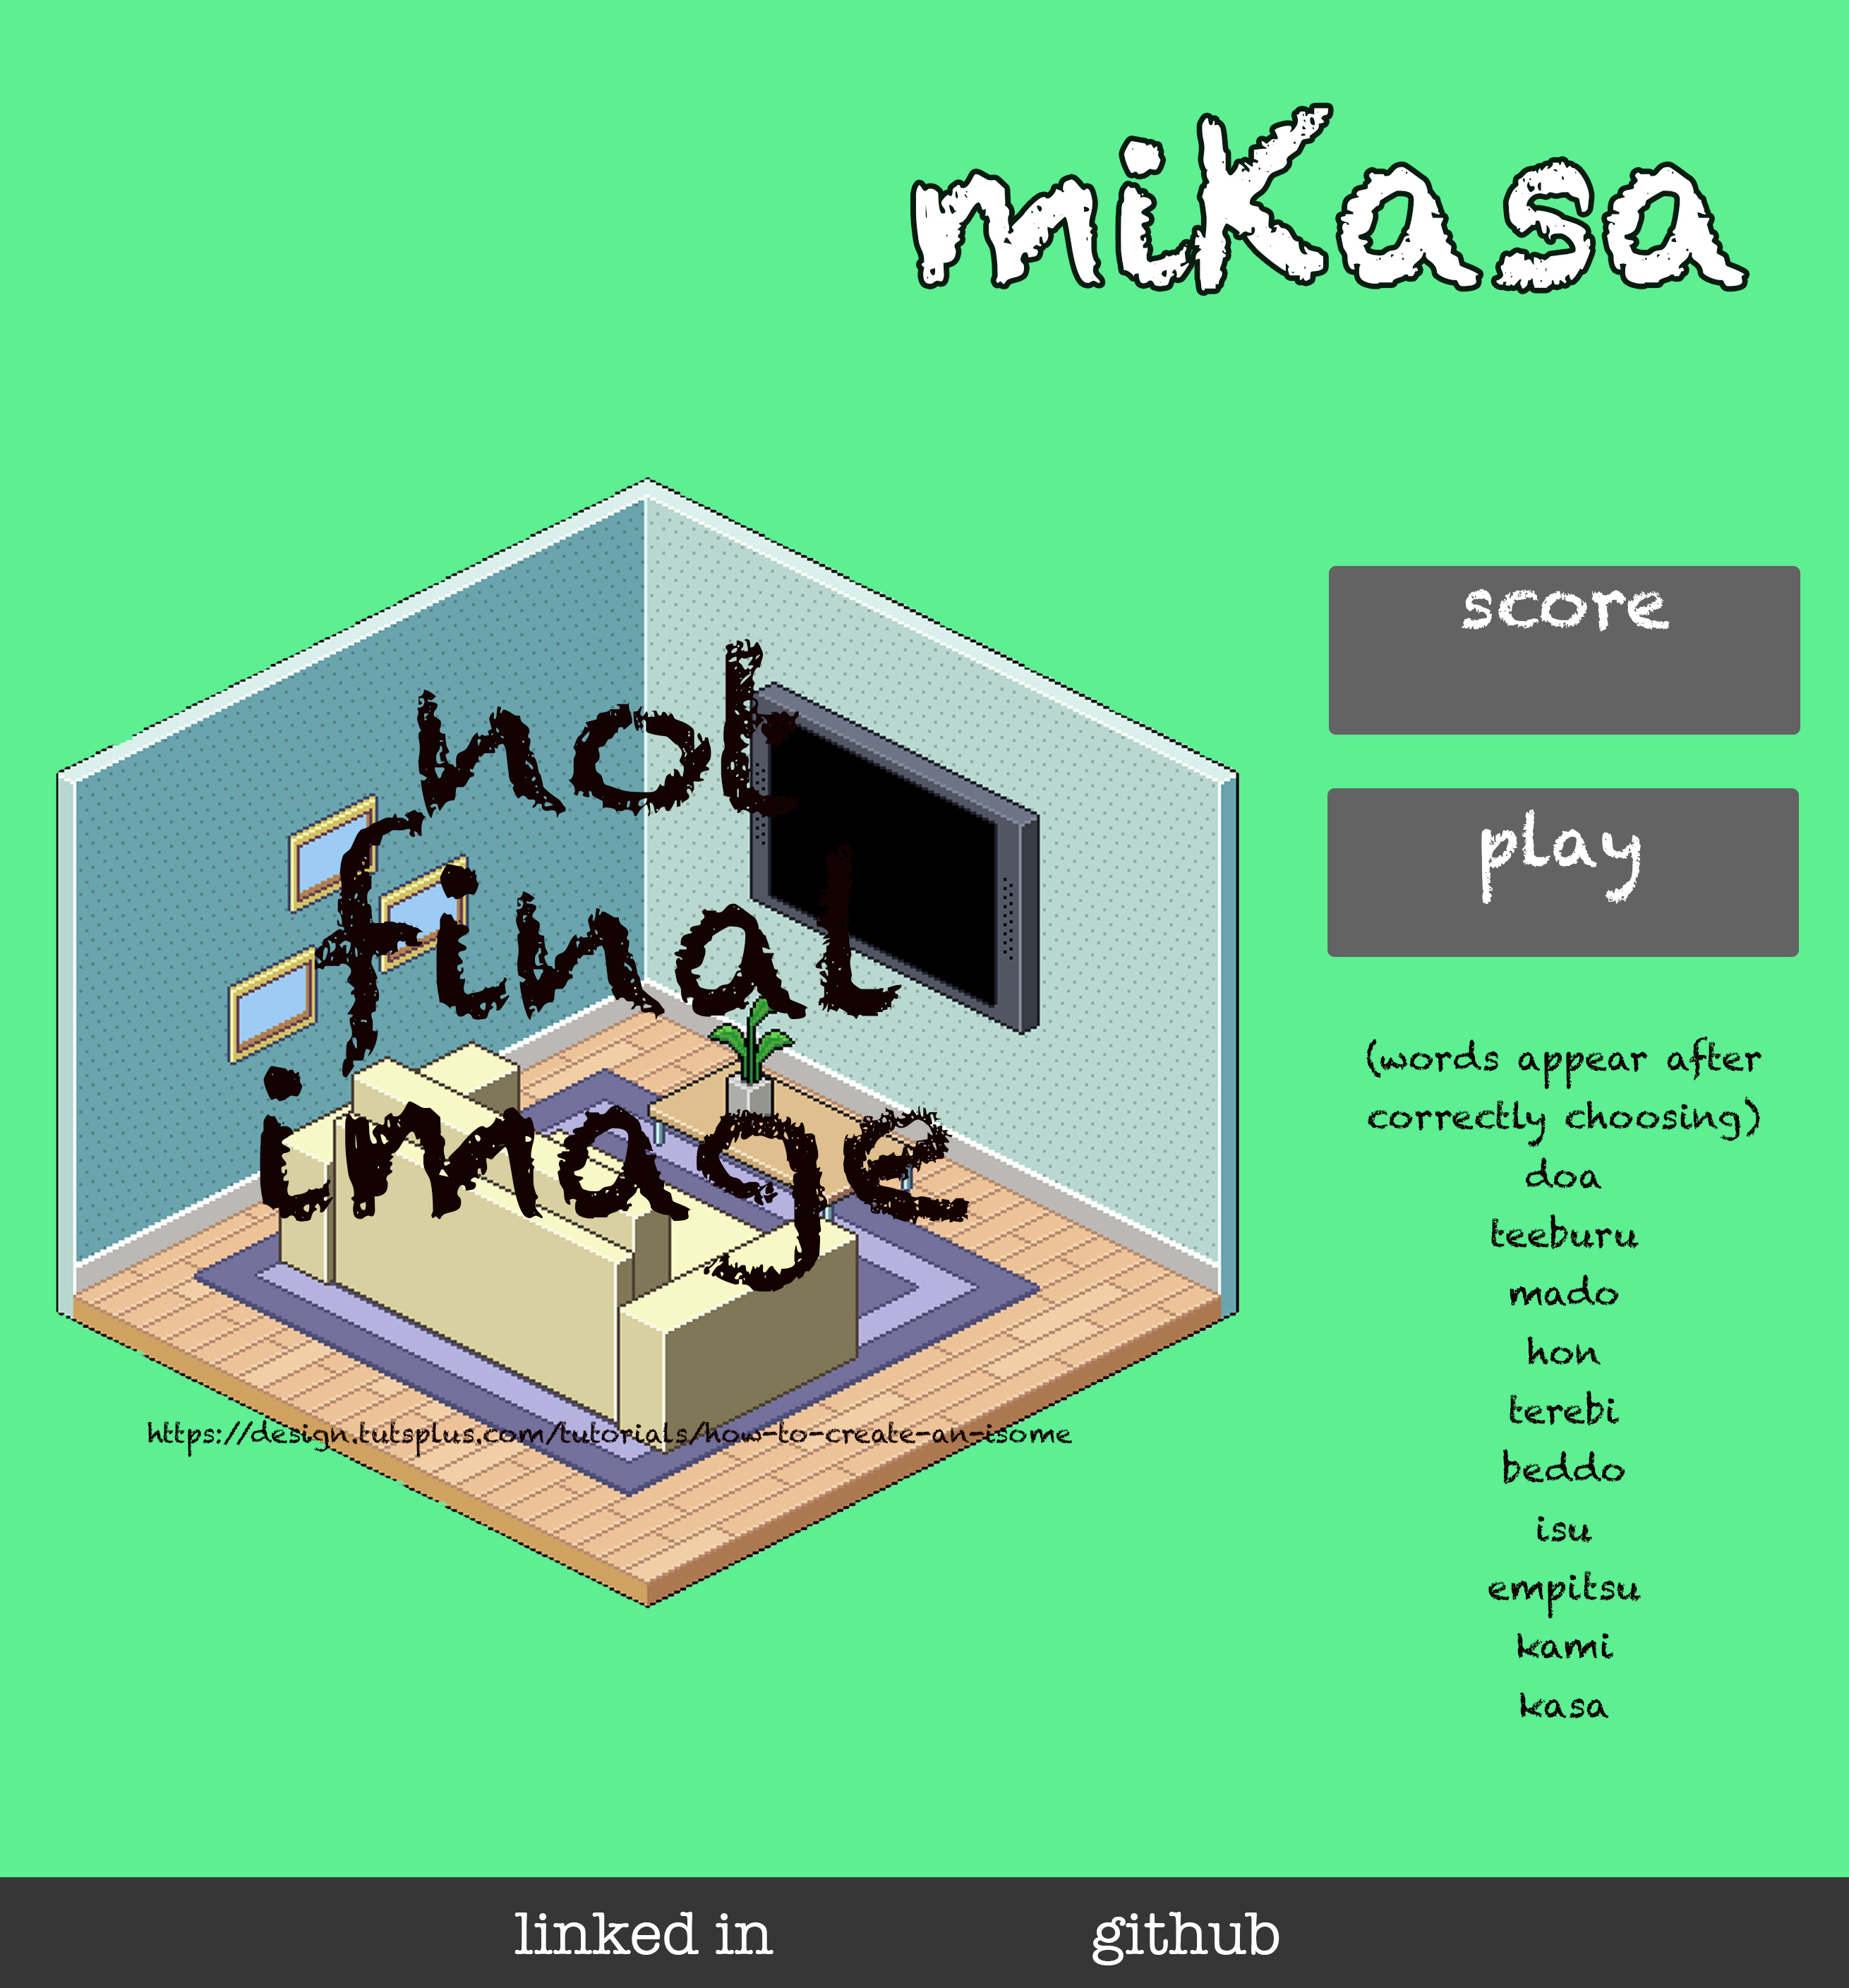 miKasa
score
play
not
final
image
(words appear after
correctly choosing)
doa
teeburu
mado
hon
terebi
beddo
isu
empitsu
kami
kasa
https://design.tutsplus.com/tutorials/how-to-create-an-isome
linked in
github